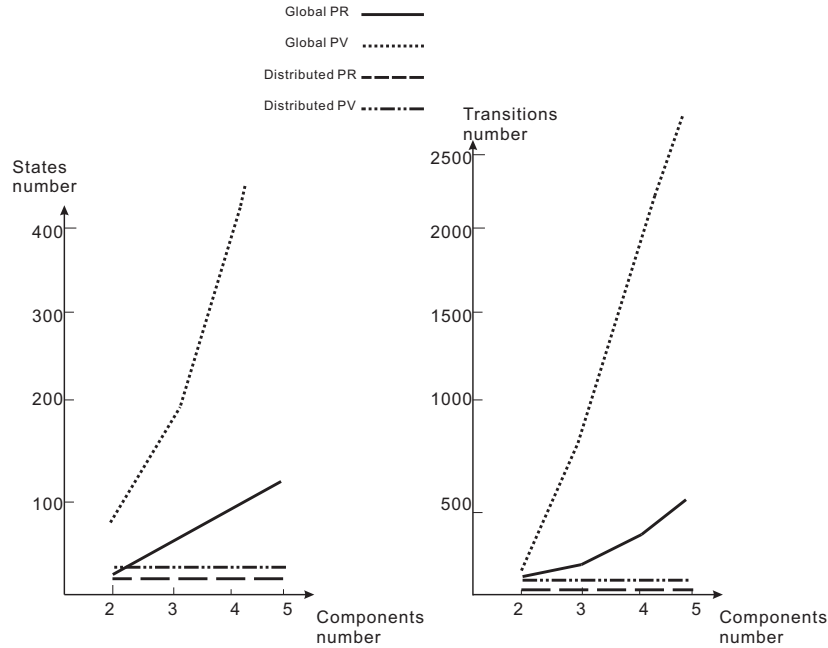 Global PR
Global PV
Distributed PR
Distributed PV
States
number
400
300
200
100
2 3 4 5
Components
number
Transitions
number
2500
2000
1500
1000
500
2 3 4 5
Components
number